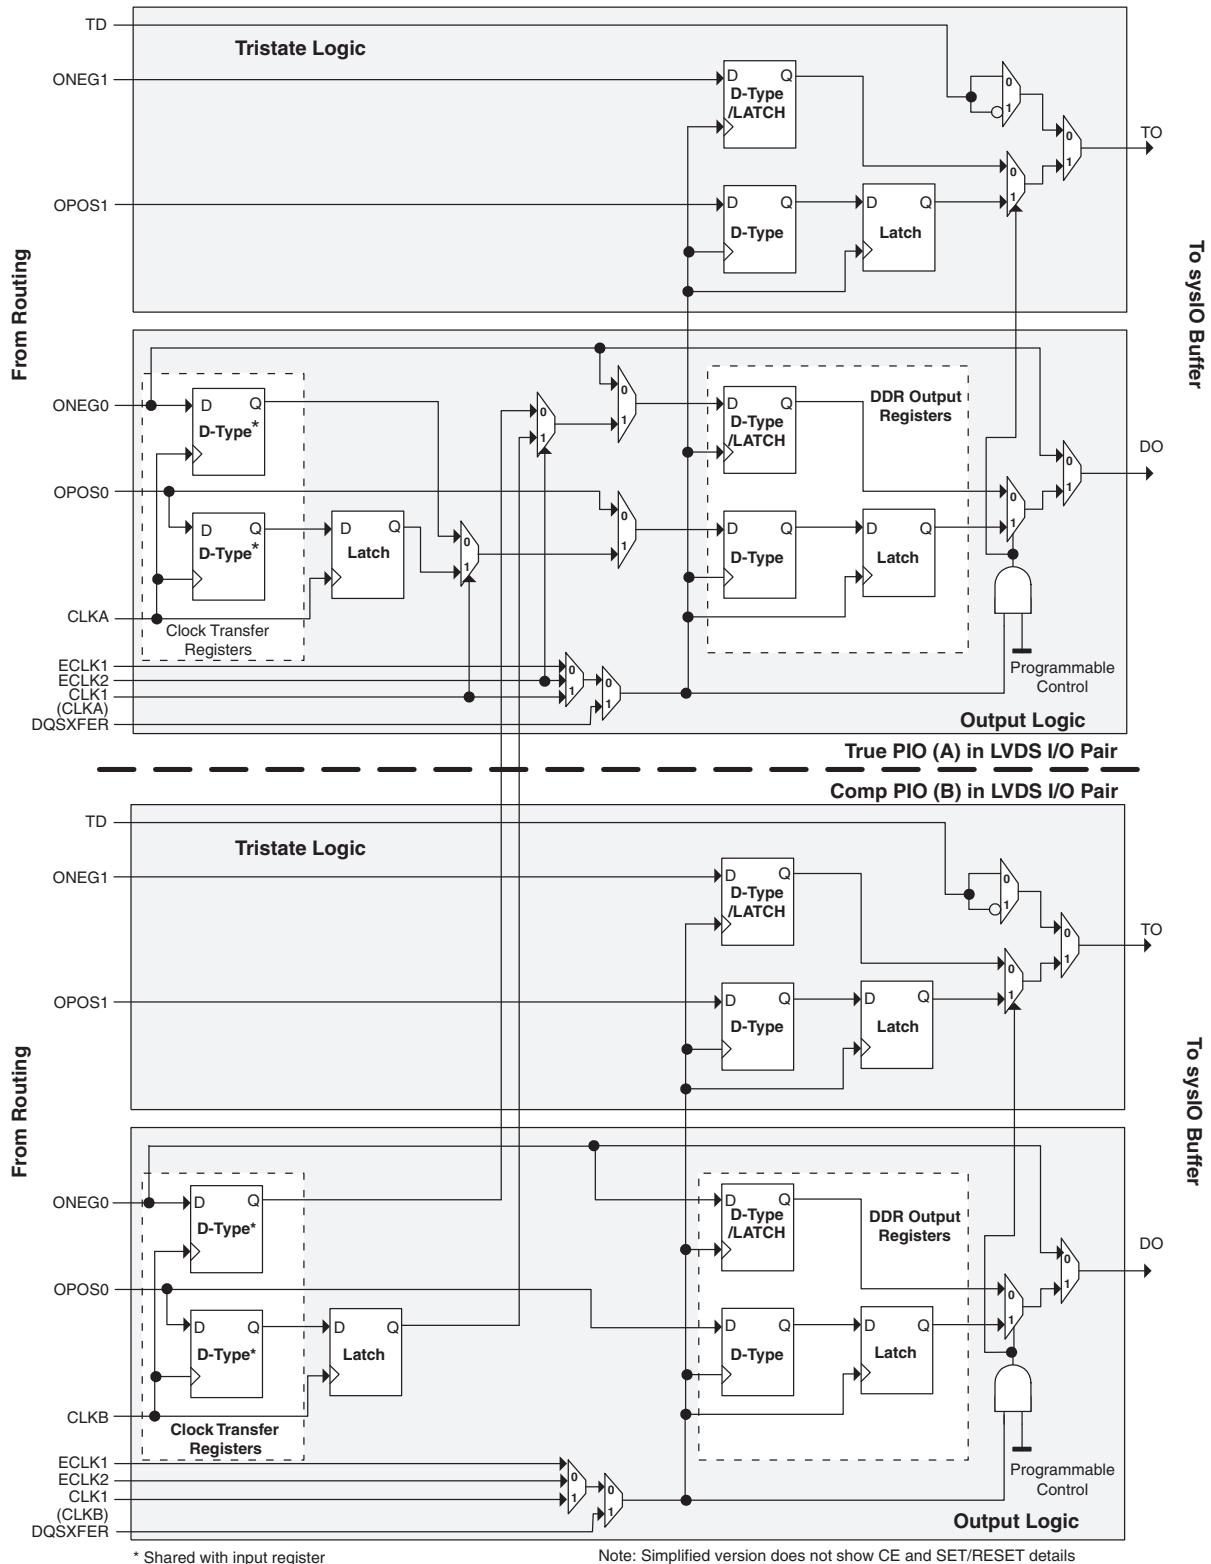 TD
Tristate Logic
ONEG1
D Q
D-Type
/LATCH
0
1
0
1
TO
OPOS1
D Q
D-Type
D Q
Latch
0
1
From Routing
To sysIO Buffer
ONEG0
D Q
D-Type*
0
1
D Q
D-Type
/LATCH
DDR Output
Registers
0
1
DO
OPOS0
D Q
D-Type*
D Q
Latch
0
1
0
1
0
1
D Q
D-Type
D Q
Latch
0
1
CLKA
Clock Transfer
Registers
ECLK1
ECLK2
CLK1
(CLKA)
DQSXFER
0
1
0
1
Programmable
Control
Output Logic
True PIO (A) in LVDS I/O Pair
Comp PIO (B) in LVDS I/O Pair
TD
Tristate Logic
ONEG1
D Q
D-Type
/LATCH
0
1
0
1
TO
OPOS1
D Q
D-Type
D Q
Latch
0
1
From Routing
To sysIO Buffer
ONEG0
D Q
D-Type*
D Q
D-Type
/LATCH
DDR Output
Registers
0
1
DO
OPOS0
D Q
D-Type*
D Q
Latch
D Q
D-Type
D Q
Latch
0
1
CLKB
Clock Transfer
Registers
ECLK1
ECLK2
CLK1
(CLKB)
DQSXFER
0
1
0
1
Programmable
Control
Output Logic
* Shared with input register
Note: Simplified version does not show CE and SET/RESET details